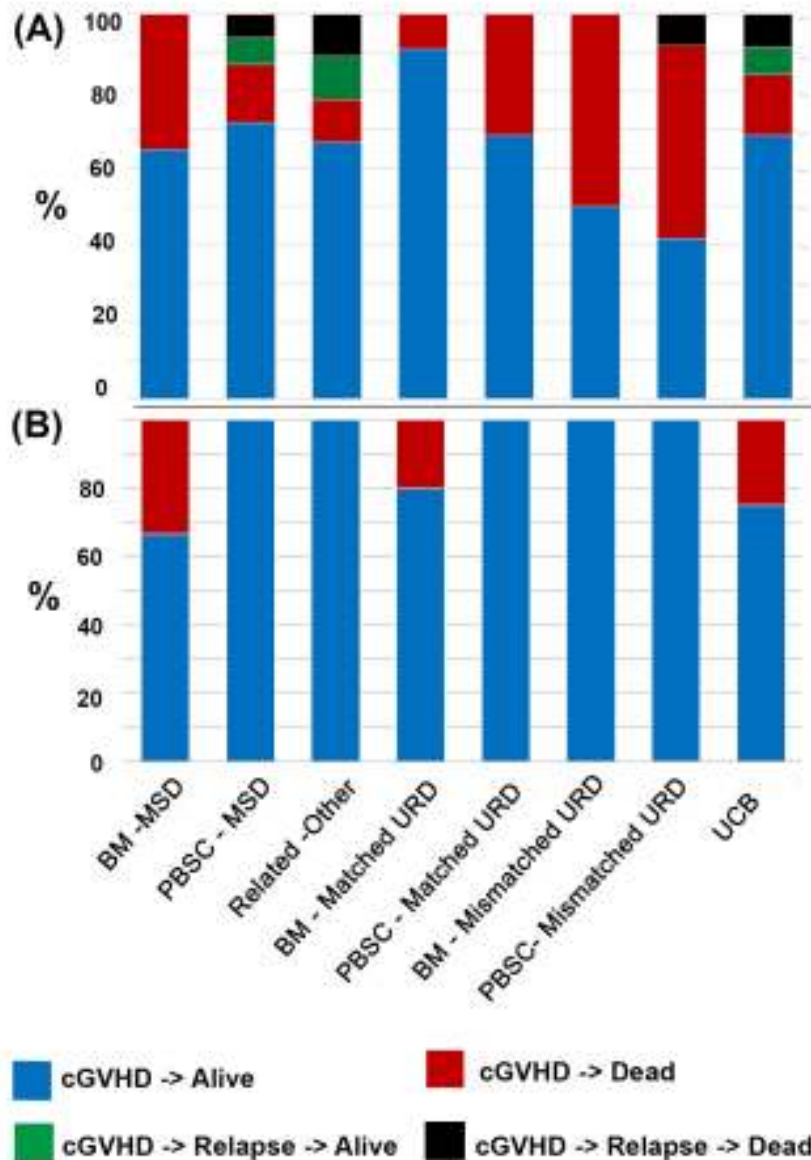 (A)
100
80
60
%
40
20
0
(B)
80
60
%
40
20
0
BM -MSD
PBSC - MSD
Related -Other
BM - Matched URD
PBSC - Matched URD
BM - Mismatched URD
PBSC- Mismatched URD
UCB
cGVHD -> Alive
cGVHD -> Dead
cGVHD -> Relapse -> Alive
cGVHD -> Relapse -> Dead